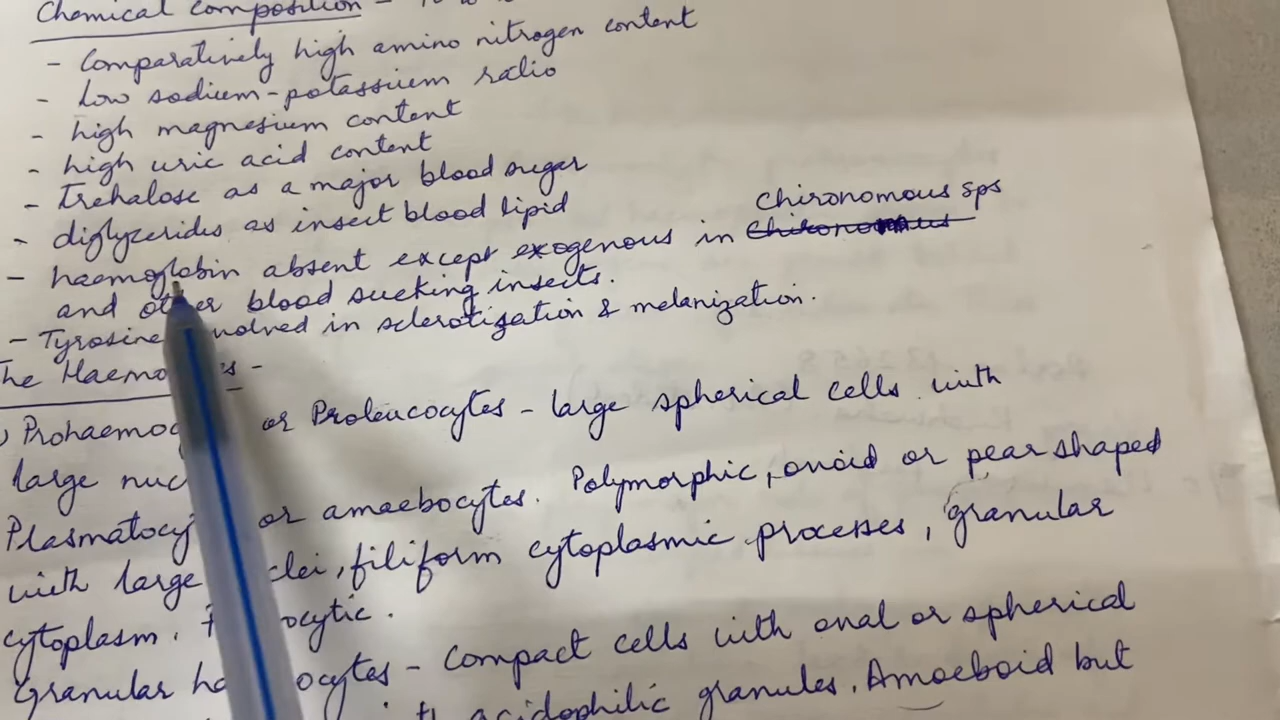 Chemical composition -
- Comparatively high amino nitrogen content
- Low sodium-potassium ratio
- high magnesium content
- high uric acid content
- Trehalose as a major blood sugar
- diglyzerides as insect blood lipid
Chironomous sps
- haemoglobin absent except exogenous in
and other blood sucking insects.
- Tyrosine involved in sclerotization & melanization.
The Haemo s -
) Prohaemoc or Proleucocytes - large spherical cells with
large nuc
Plasmatocy or amoebocytes. Polymorphic, ovoid or pear shaped
with large clei, filiform cytoplasmic processes, granular
cytoplasm. ocytic.
Granular ha ocytes - Compact cells with oval or spherical
acidophilic granules. Amoeboid but